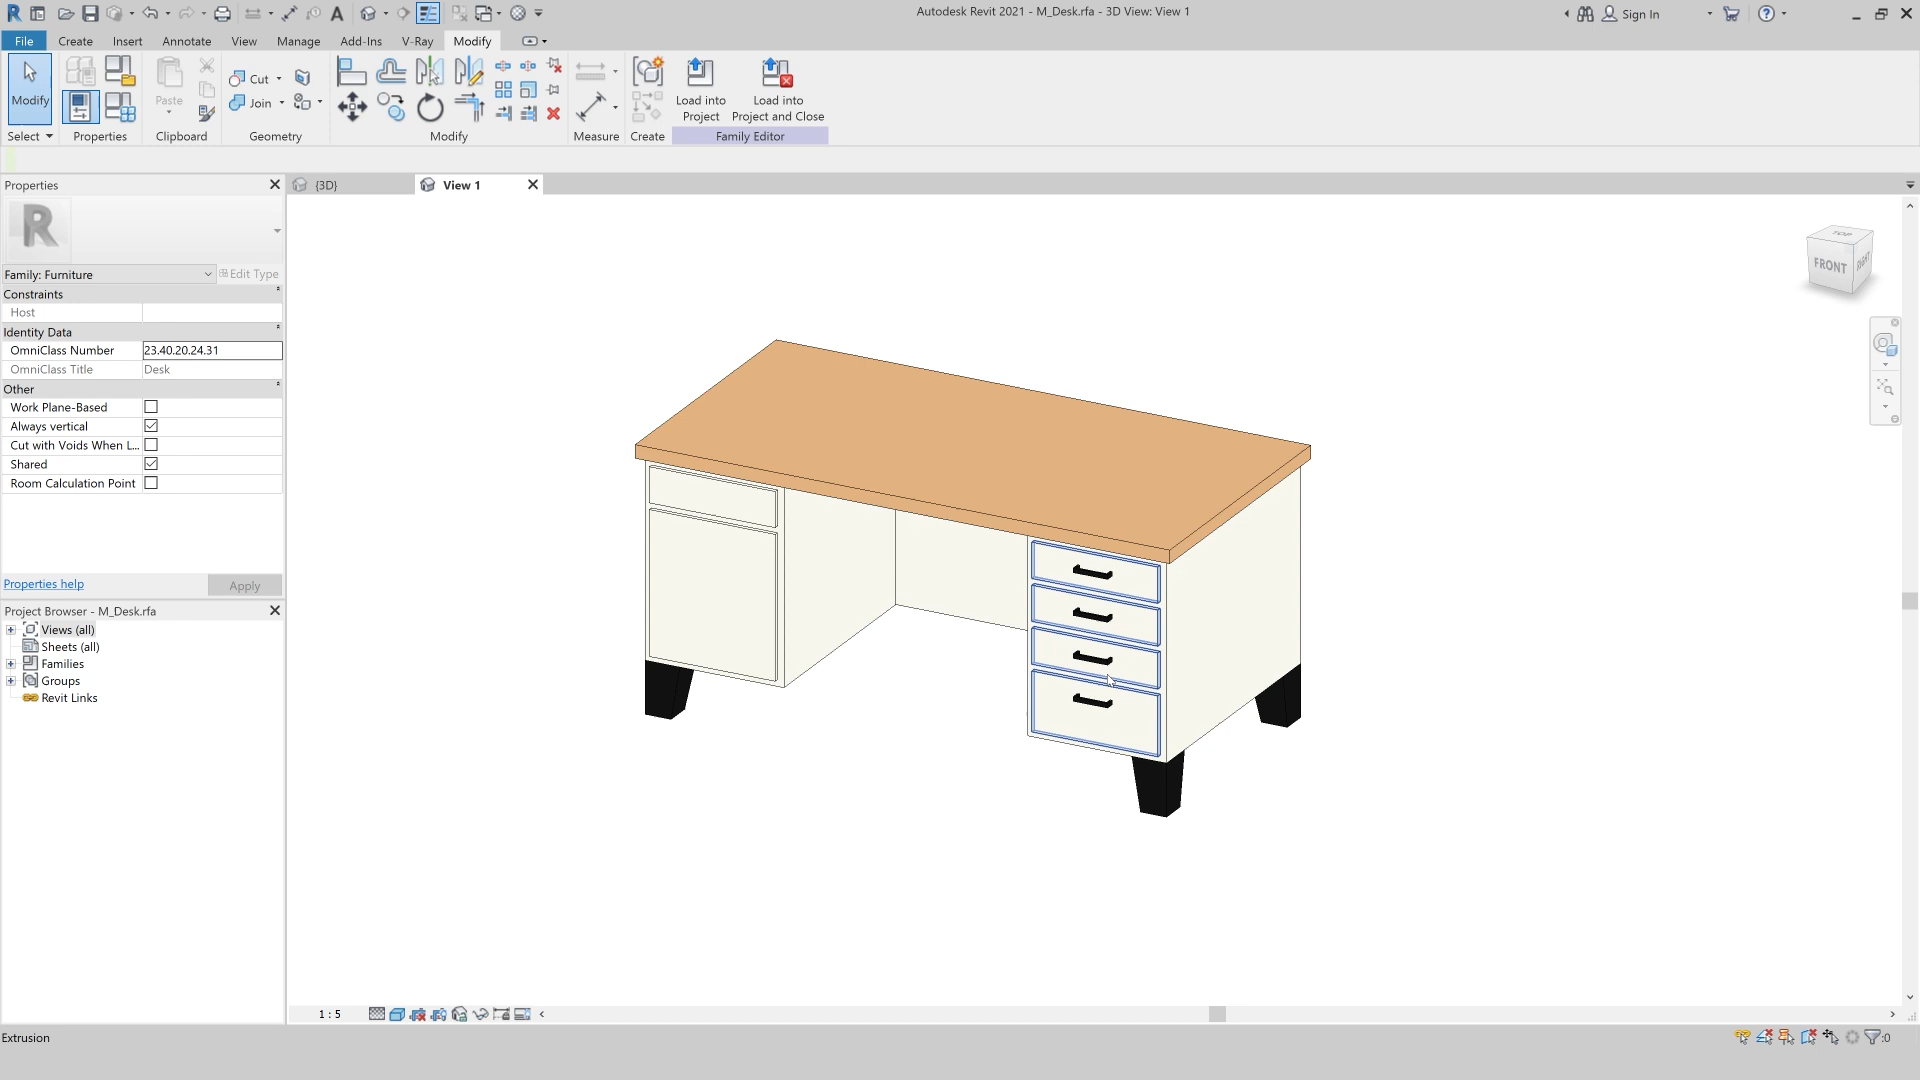 Autodesk Revit 2021 - M_Desk.rfa - 3D View: View 1
Sign In
File Create Insert Annotate View Manage Add-Ins V-Ray Modify
Modify
Paste
Cut
Join
Load into Project
Load into Project and Close
Select Properties Clipboard Geometry Modify Measure Create Family Editor
Properties
{3D}
View 1
R
Family: Furniture
Edit Type
Constraints
Host
Identity Data
OmniClass Number 23.40.20.24.31
OmniClass Title Desk
Other
Work Plane-Based
Always vertical
Cut with Voids When L...
Shared
Room Calculation Point
Properties help
Apply
Project Browser - M_Desk.rfa
Views (all)
Sheets (all)
Families
Groups
Revit Links
TOP
FRONT
RIGHT
1 : 5
Extrusion
:0